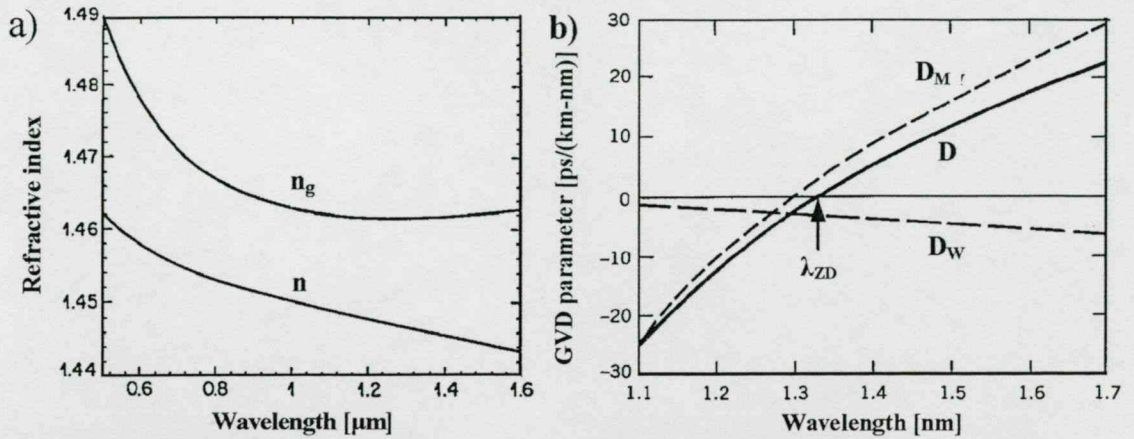 a)
1.49
1.48
1.47
1.46
1.45
1.44
Refractive index
n_g
n
0.6
0.8
1
1.2
1.4
1.6
Wavelength [µm]
b)
30
20
10
0
-10
-20
-30
GVD parameter [ps/(km-nm)]
D_M
D
D_W
λ_ZD
1.1
1.2
1.3
1.4
1.5
1.6
1.7
Wavelength [nm]